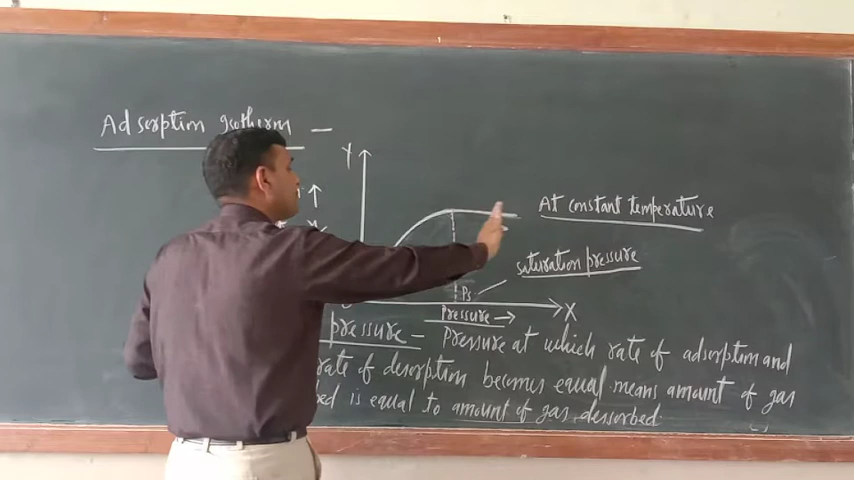 Adsorption Isotherm –
Y
At constant temperature
saturation pressure
Ps
X
Pressure →
pressure – Pressure at which rate of adsorption and
rate of desorption becomes equal means amount of gas
is equal to amount of gas desorbed